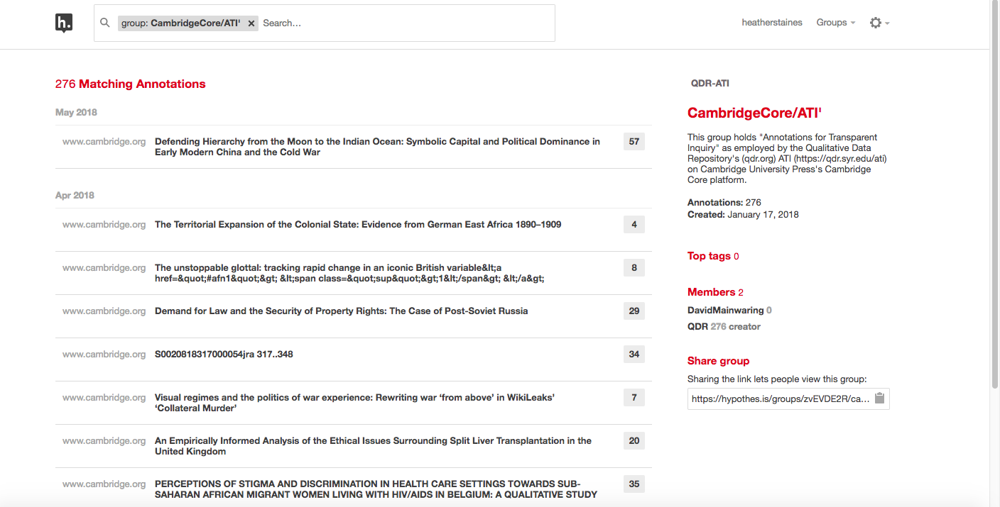 h.
group: CambridgeCore/ATI' × Search...
heatherstaines Groups
276 Matching Annotations
May 2018
www.cambridge.org Defending Hierarchy from the Moon to the Indian Ocean: Symbolic Capital and Political Dominance in 57
Early Modern China and the Cold War
Apr 2018
www.cambridge.org The Territorial Expansion of the Colonial State: Evidence from German East Africa 1890–1909 4
www.cambridge.org The unstoppable glottal: tracking rapid change in an iconic British variable&lt;a 8
href=&quot;#afn1&quot;&gt; &lt;span class=&quot;sup&quot;&gt;1&lt;/span&gt; &lt;/a&gt;
www.cambridge.org Demand for Law and the Security of Property Rights: The Case of Post-Soviet Russia 29
www.cambridge.org S0020818317000054jra 317..348 34
www.cambridge.org Visual regimes and the politics of war experience: Rewriting war ‘from above’ in WikiLeaks’ 7
‘Collateral Murder’
www.cambridge.org An Empirically Informed Analysis of the Ethical Issues Surrounding Split Liver Transplantation in the 20
United Kingdom
www.cambridge.org PERCEPTIONS OF STIGMA AND DISCRIMINATION IN HEALTH CARE SETTINGS TOWARDS SUB- 35
SAHARAN AFRICAN MIGRANT WOMEN LIVING WITH HIV/AIDS IN BELGIUM: A QUALITATIVE STUDY
QDR-ATI
CambridgeCore/ATI'
This group holds "Annotations for Transparent
Inquiry" as employed by the Qualitative Data
Repository's (qdr.org) ATI (https://qdr.syr.edu/ati)
on Cambridge University Press's Cambridge
Core platform.
Annotations: 276
Created: January 17, 2018
Top tags 0
Members 2
DavidMainwaring 0
QDR 276 creator
Share group
Sharing the link lets people view this group:
https://hypothes.is/groups/zvEVDE2R/ca...